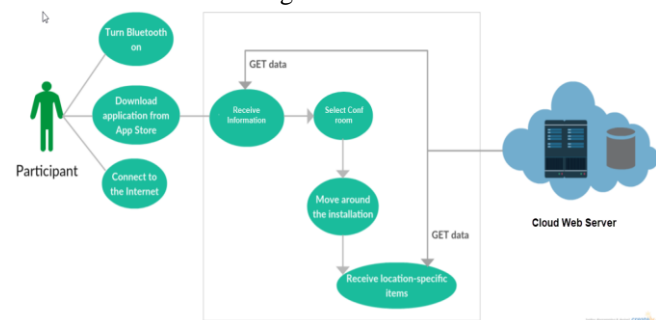 Turn Bluetooth
on
GET data
Download
application from
App Store
Receive
Information
Select Conf
room
Participant
Connect to
the Internet
Move around
the installation
Cloud Web Server
GET data
Receive location-specific
items